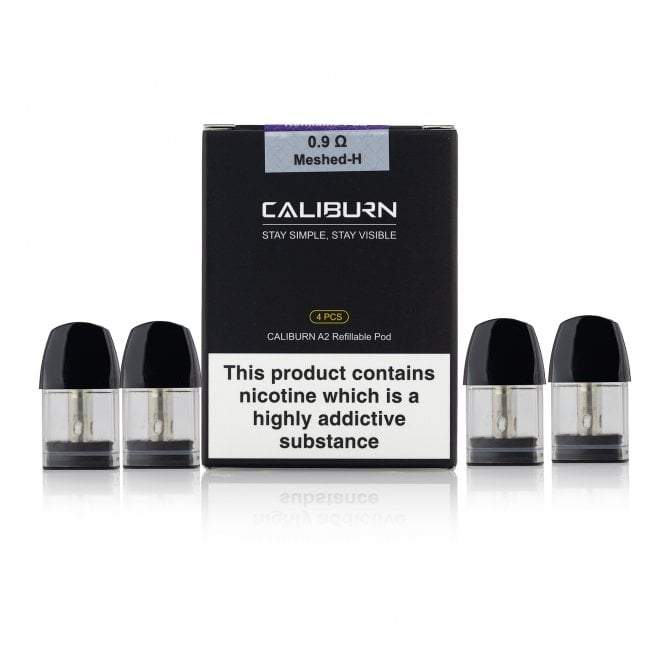 0.9 Ω
Meshed-H
CALIBURN
STAY SIMPLE, STAY VISIBLE
4 PCS
CALIBURN A2 Refillable Pod
This product contains
nicotine which is a
highly addictive
substance